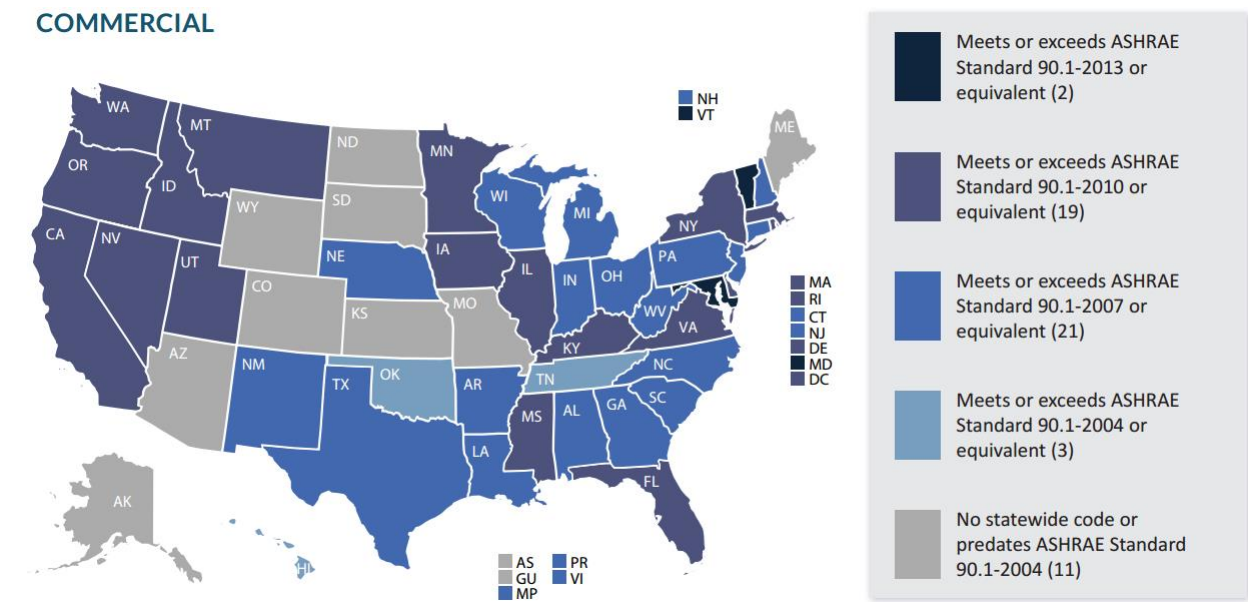 COMMERCIAL
WA
MT
ND
MN
OR
ID
WY
SD
WI
MI
NH
VT
ME
NY
CA
NV
UT
CO
NE
IA
IL
IN
OH
PA
KS
MO
WV
VA
KY
AZ
NM
TX
OK
AR
TN
NC
SC
MS
AL
GA
LA
FL
AK
HI
MA
RI
CT
NJ
DE
MD
DC
AS
GU
MP
PR
VI
Meets or exceeds ASHRAE
Standard 90.1-2013 or
equivalent (2)
Meets or exceeds ASHRAE
Standard 90.1-2010 or
equivalent (19)
Meets or exceeds ASHRAE
Standard 90.1-2007 or
equivalent (21)
Meets or exceeds ASHRAE
Standard 90.1-2004 or
equivalent (3)
No statewide code or
predates ASHRAE Standard
90.1-2004 (11)